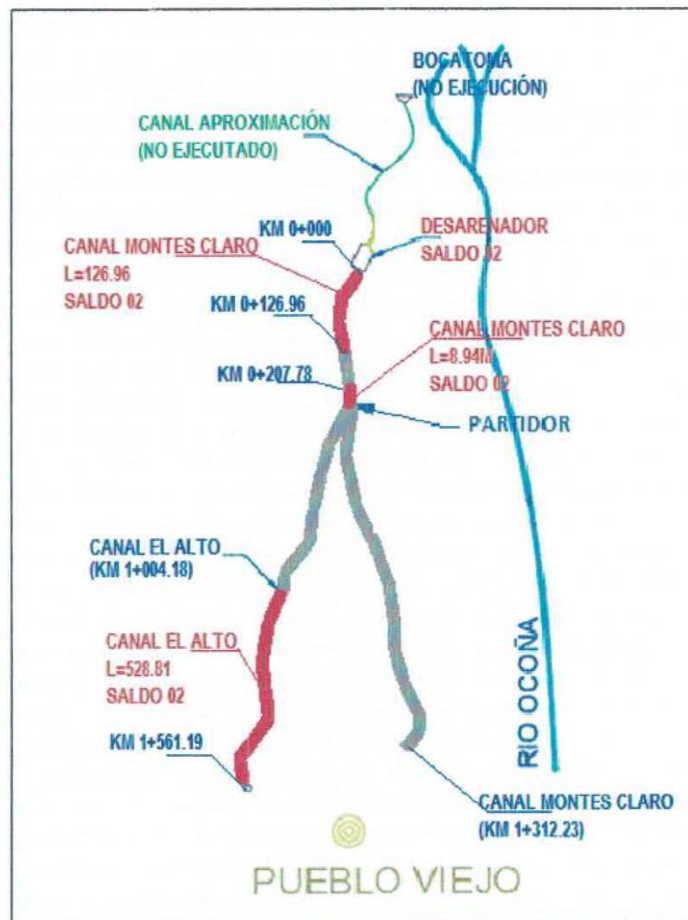 BOCATOMA
(NO EJECUCIÓN)
CANAL APROXIMACIÓN
(NO EJECUTADO)
KM 0+000
DESARENADOR
SALDO 02
CANAL MONTES CLARO
L=126.96
SALDO 02
KM 0+126.96
CANAL MONTES CLARO
L=8.94M
SALDO 02
KM 0+207.78
PARTIDOR
CANAL EL ALTO
(KM 1+004.18)
CANAL EL ALTO
L=528.81
SALDO 02
KM 1+561.19
RIO OCOÑA
CANAL MONTES CLARO
(KM 1+312.23)
PUEBLO VIEJO